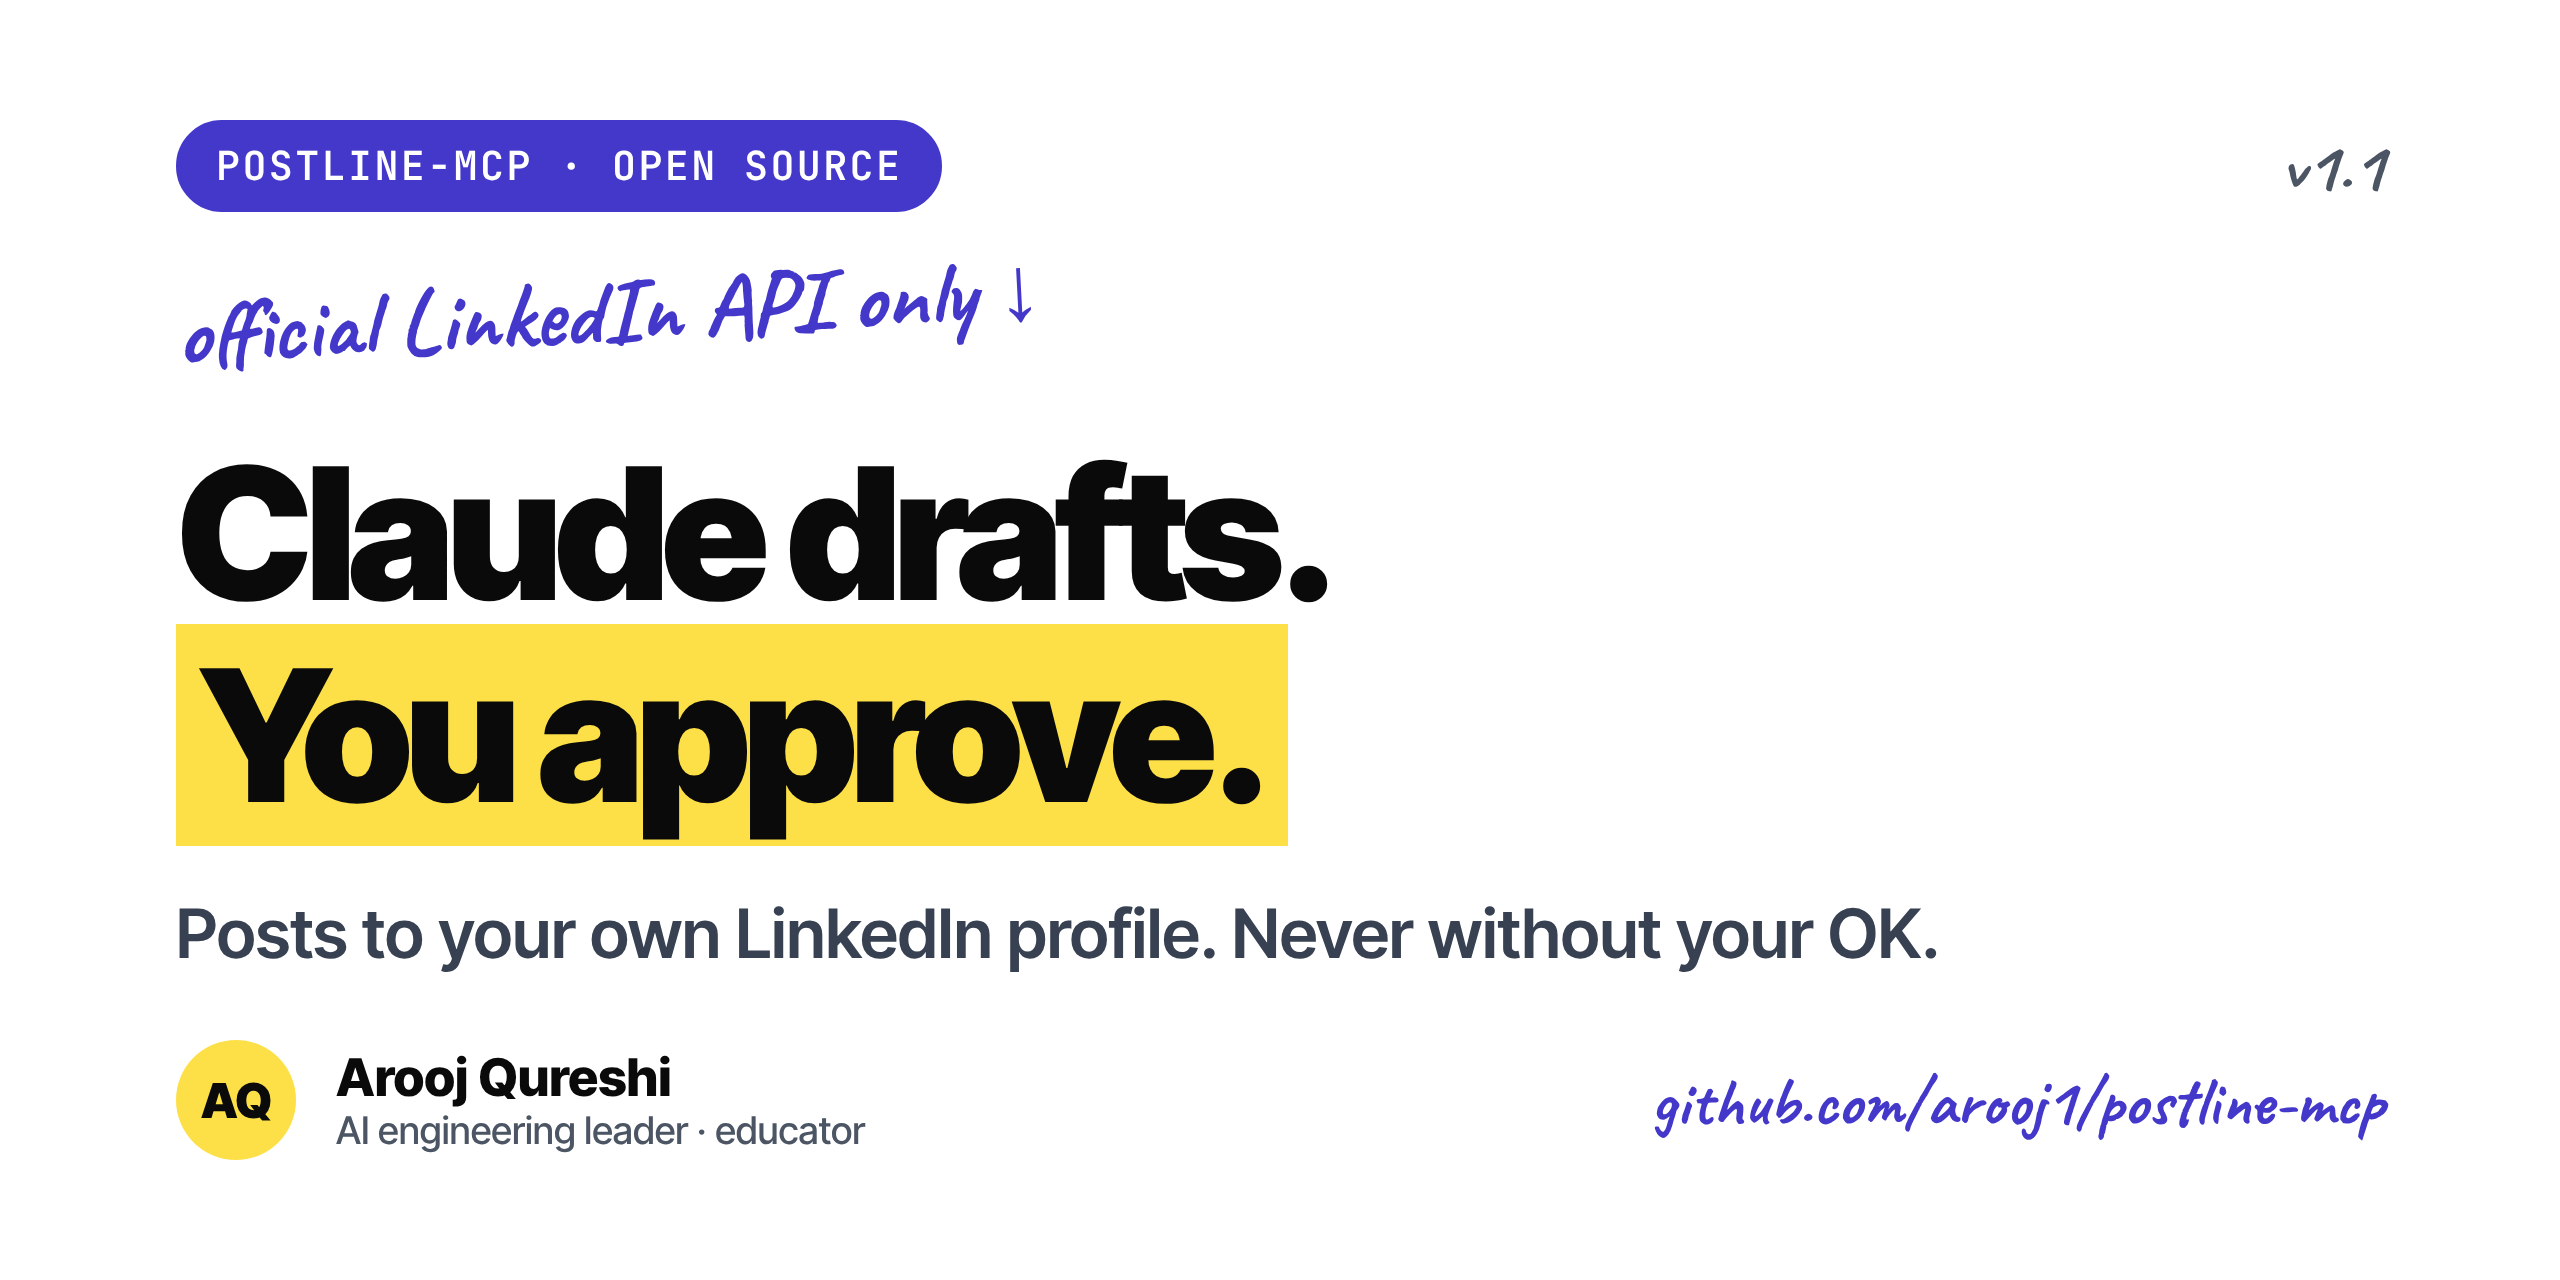 POSTLINE-MCP · OPEN SOURCE
v1.1
official LinkedIn API only ↓
Claude drafts.
You approve.
Posts to your own LinkedIn profile. Never without your OK.
AQ
Arooj Qureshi
AI engineering leader · educator
github.com/arooj1/postline-mcp